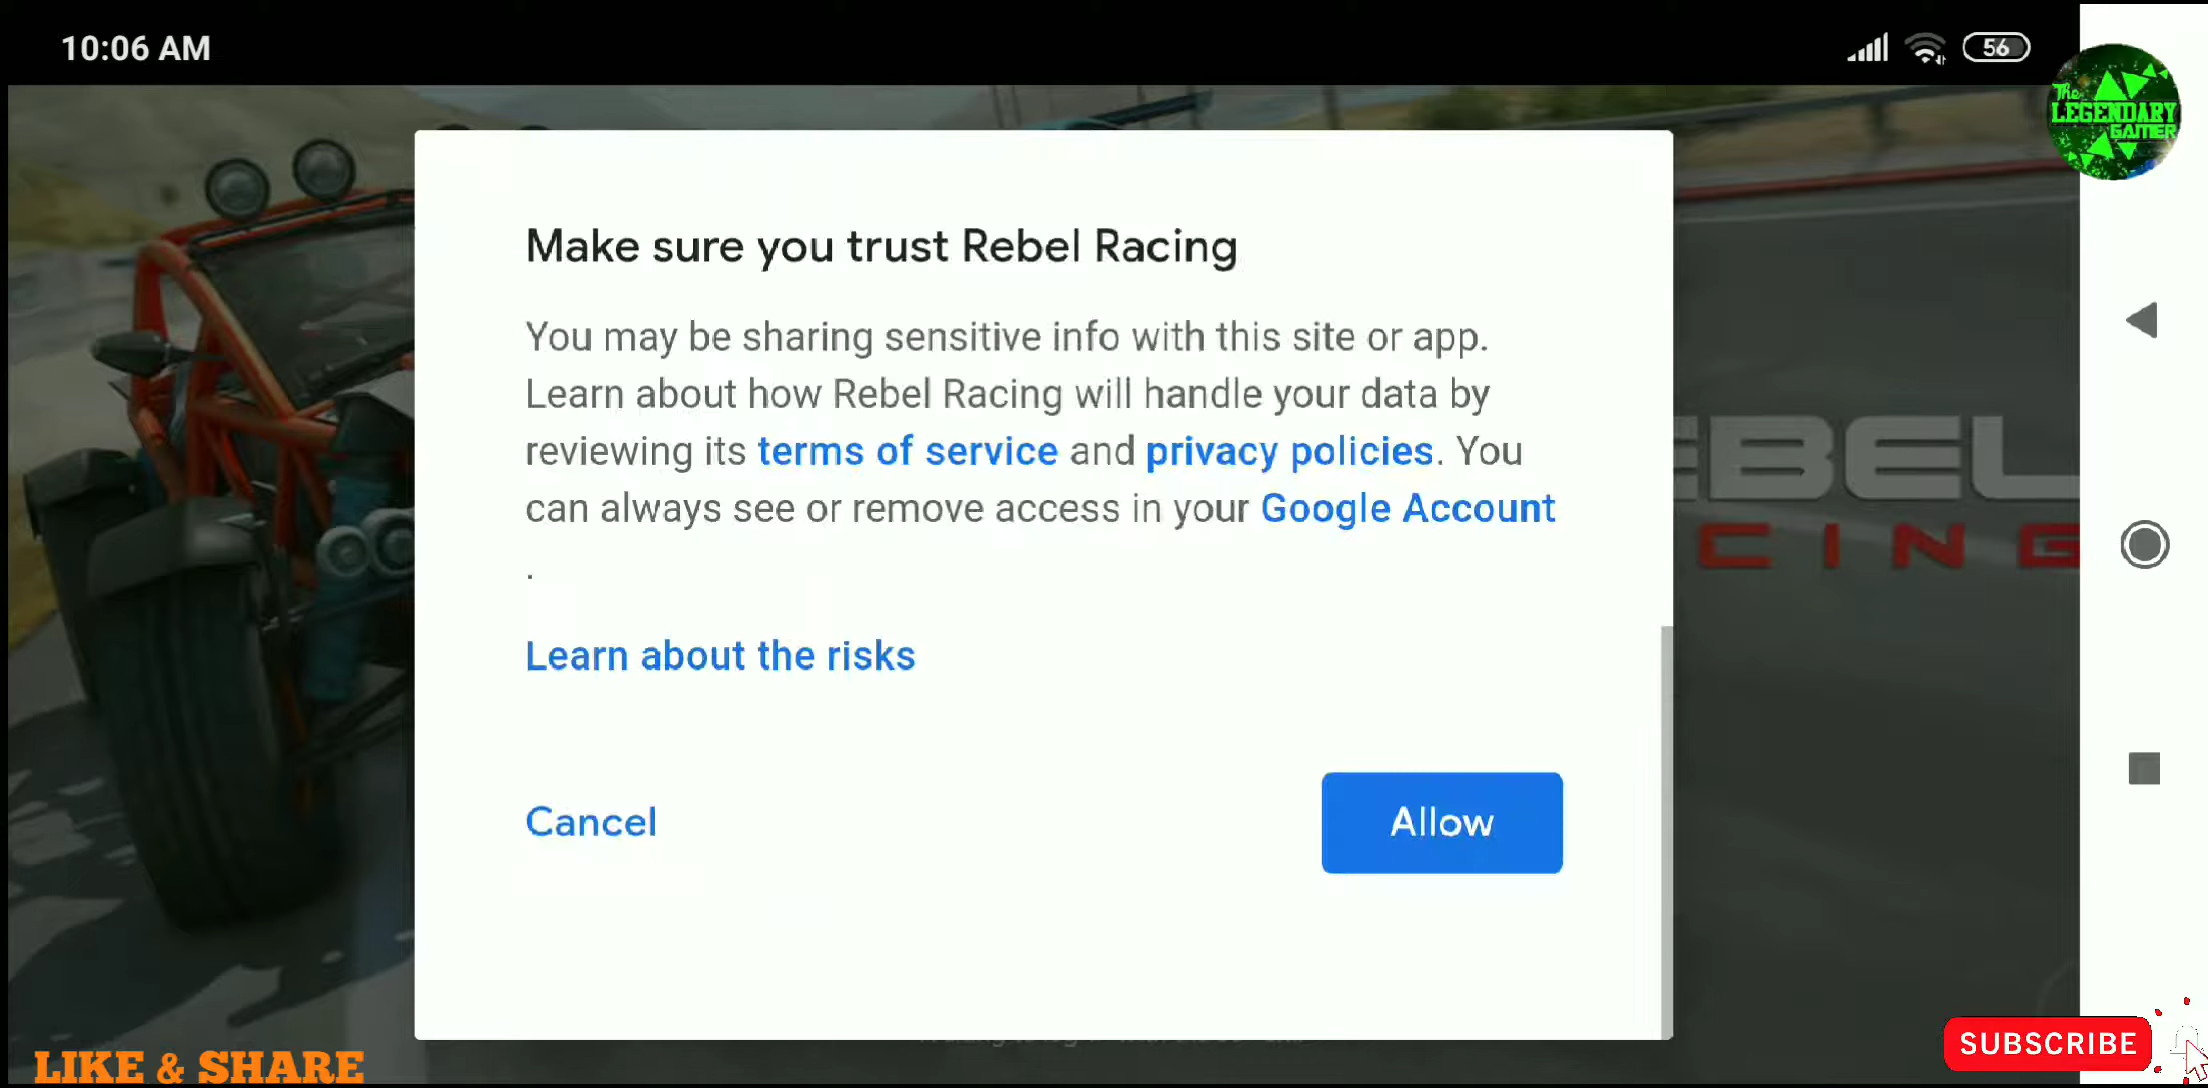 10:06 AM
56
The
LEGENDARY
GAMER
Make sure you trust Rebel Racing
You may be sharing sensitive info with this site or app.
Learn about how Rebel Racing will handle your data by
reviewing its terms of service and privacy policies. You
can always see or remove access in your Google Account
.
EBEL
CING
Learn about the risks
Cancel
Allow
SUBSCRIBE
LIKE & SHARE